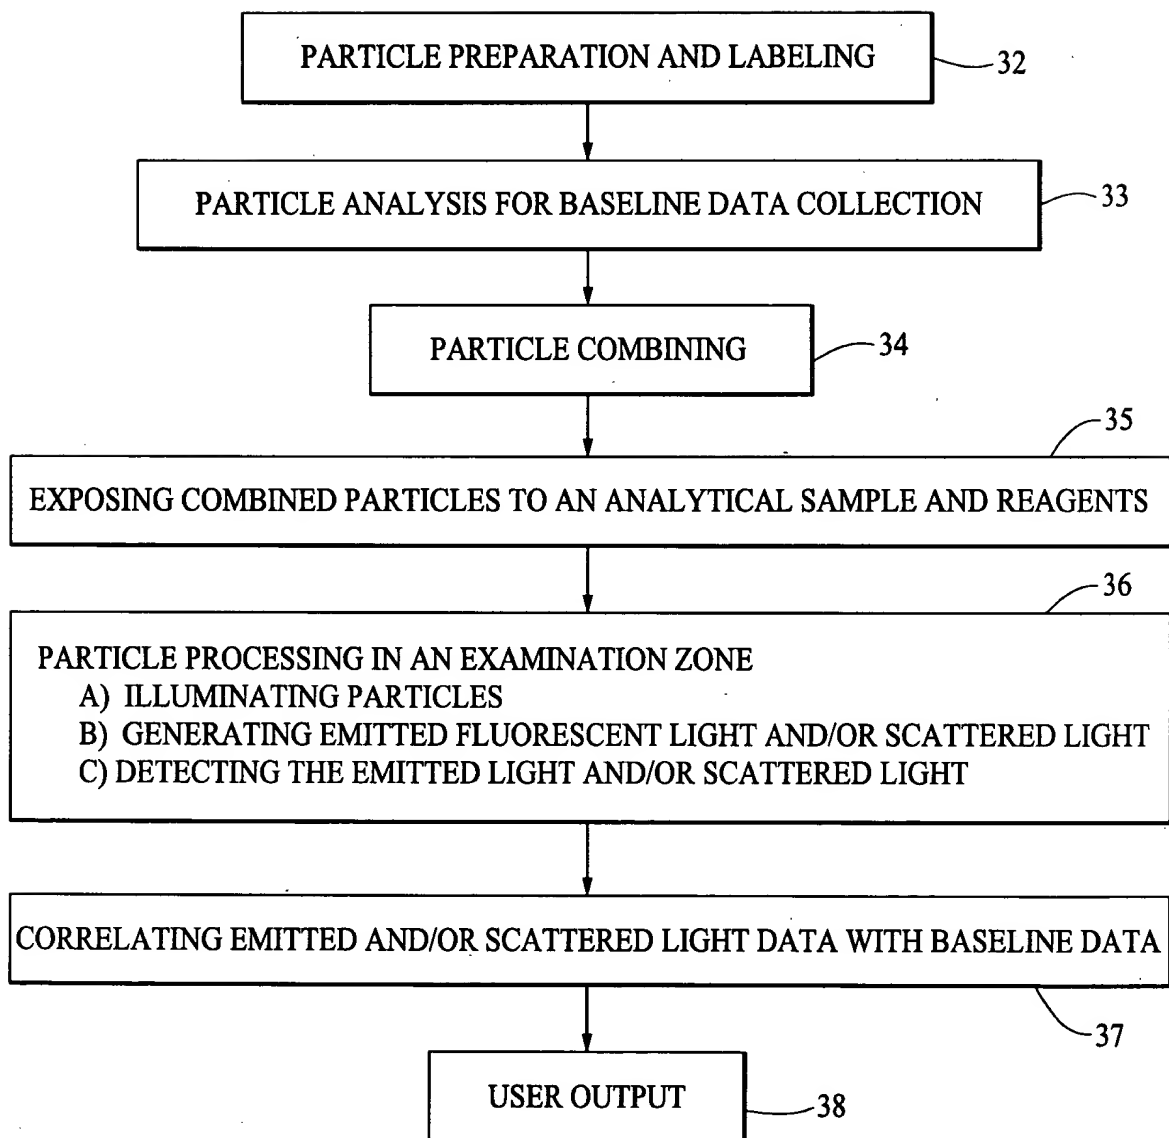 PARTICLE PREPARATION AND LABELING
32
PARTICLE ANALYSIS FOR BASELINE DATA COLLECTION
33
PARTICLE COMBINING
34
35
EXPOSING COMBINED PARTICLES TO AN ANALYTICAL SAMPLE AND REAGENTS
36
PARTICLE PROCESSING IN AN EXAMINATION ZONE
A) ILLUMINATING PARTICLES
B) GENERATING EMITTED FLUORESCENT LIGHT AND/OR SCATTERED LIGHT
C) DETECTING THE EMITTED LIGHT AND/OR SCATTERED LIGHT
CORRELATING EMITTED AND/OR SCATTERED LIGHT DATA WITH BASELINE DATA
37
USER OUTPUT
38